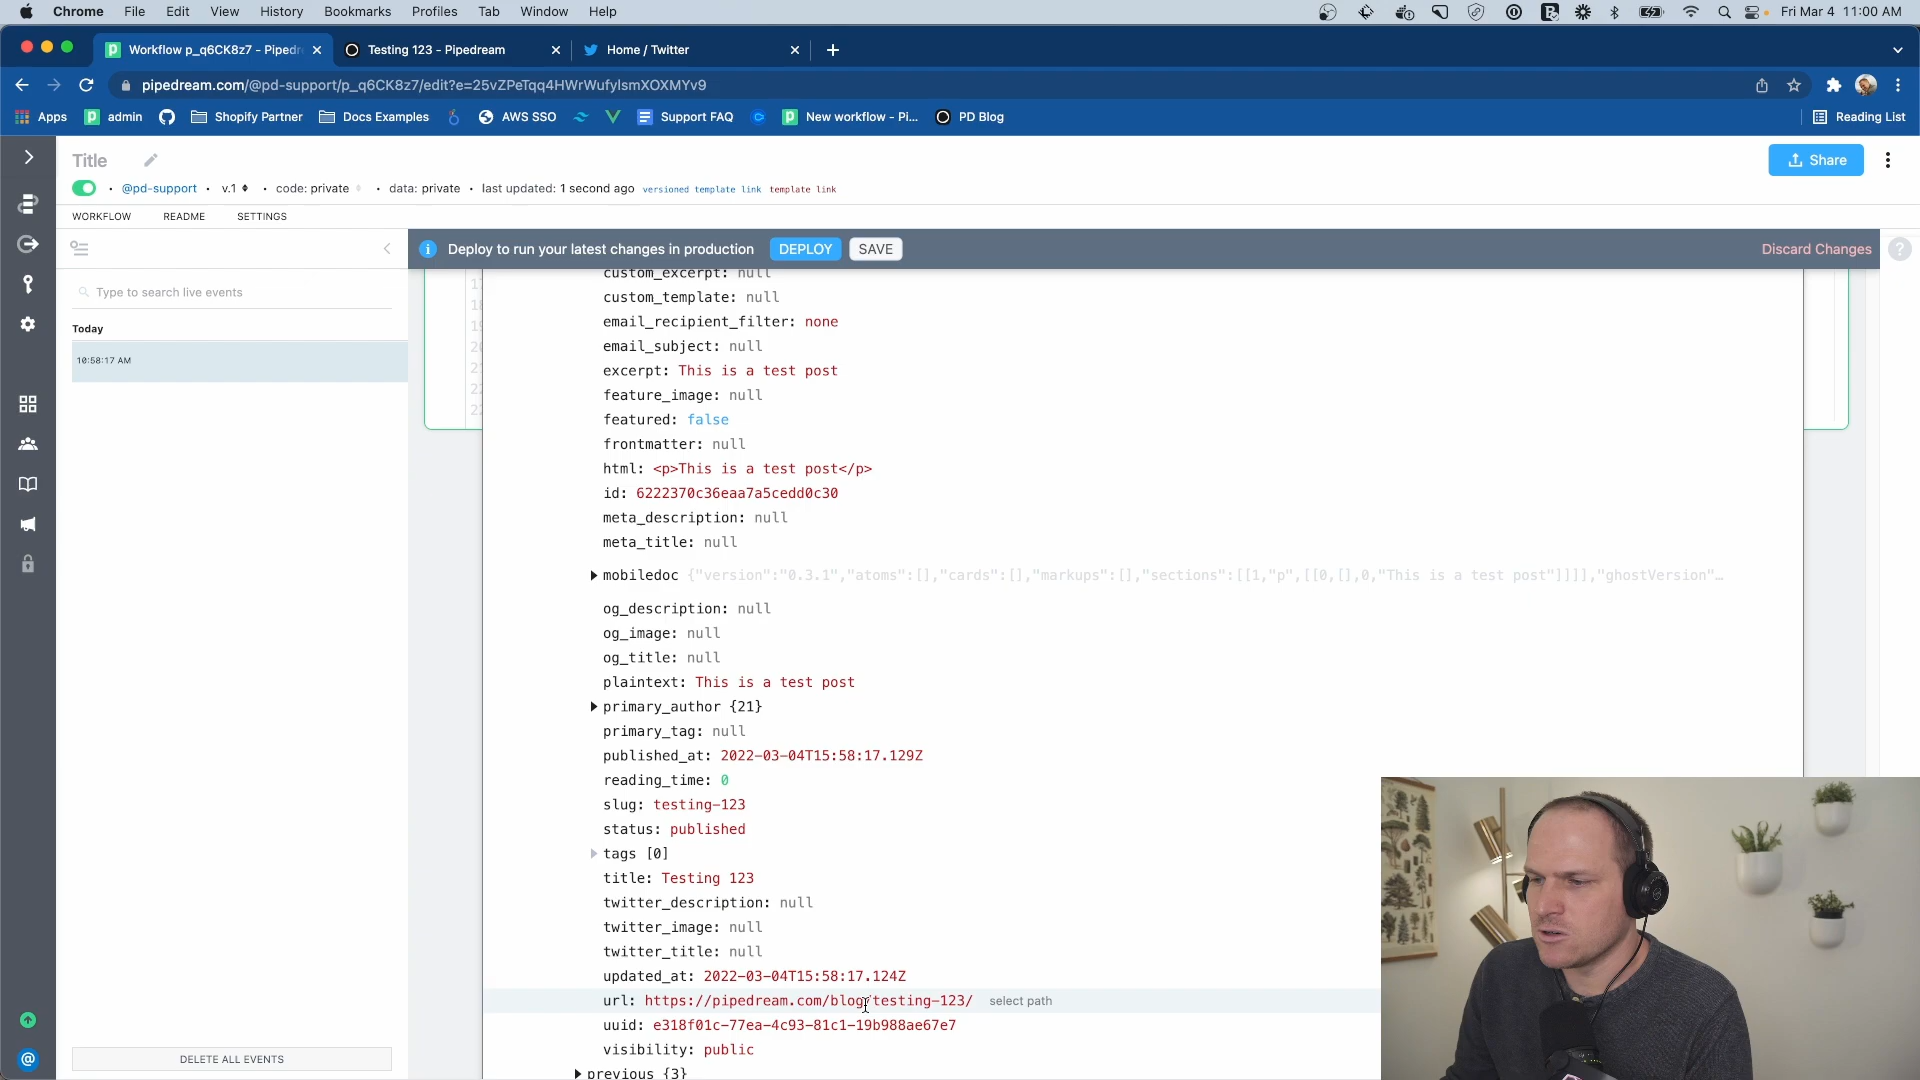 Chrome File Edit View History Bookmarks Profiles Tab Window Help Fri Mar 4 11:00 AM
Workflow p_q6CK8z7 - Pipedre Testing 123 - Pipedream Home / Twitter
pipedream.com/@pd-support/p_q6CK8z7/edit?e=25vZPeTqq4HWrWufylsmXOXMYv9
Apps admin Shopify Partner Docs Examples AWS SSO Support FAQ New workflow - Pi... PD Blog Reading List
Title
Share
@pd-support • v.1 • code: private • data: private • last updated: 1 second ago versioned template link template link
WORKFLOW README SETTINGS
Deploy to run your latest changes in production DEPLOY SAVE Discard Changes
Type to search live events
Today
10:58:17 AM
DELETE ALL EVENTS
18
19
20
21
22
custom_excerpt: null
custom_template: null
email_recipient_filter: none
email_subject: null
excerpt: This is a test post
feature_image: null
featured: false
frontmatter: null
html: <p>This is a test post</p>
id: 6222370c36eaa7a5cedd0c30
meta_description: null
meta_title: null
mobiledoc {"version":"0.3.1","atoms":[],"cards":[],"markups":[],"sections":[[1,"p",[[0,[],0,"This is a test post"]]]],"ghostVersion"…
og_description: null
og_image: null
og_title: null
plaintext: This is a test post
primary_author {21}
primary_tag: null
published_at: 2022-03-04T15:58:17.129Z
reading_time: 0
slug: testing-123
status: published
tags [0]
title: Testing 123
twitter_description: null
twitter_image: null
twitter_title: null
updated_at: 2022-03-04T15:58:17.124Z
url: https://pipedream.com/blog/testing-123/ select path
uuid: e318f01c-77ea-4c93-81c1-19b988ae67e7
visibility: public
previous {3}